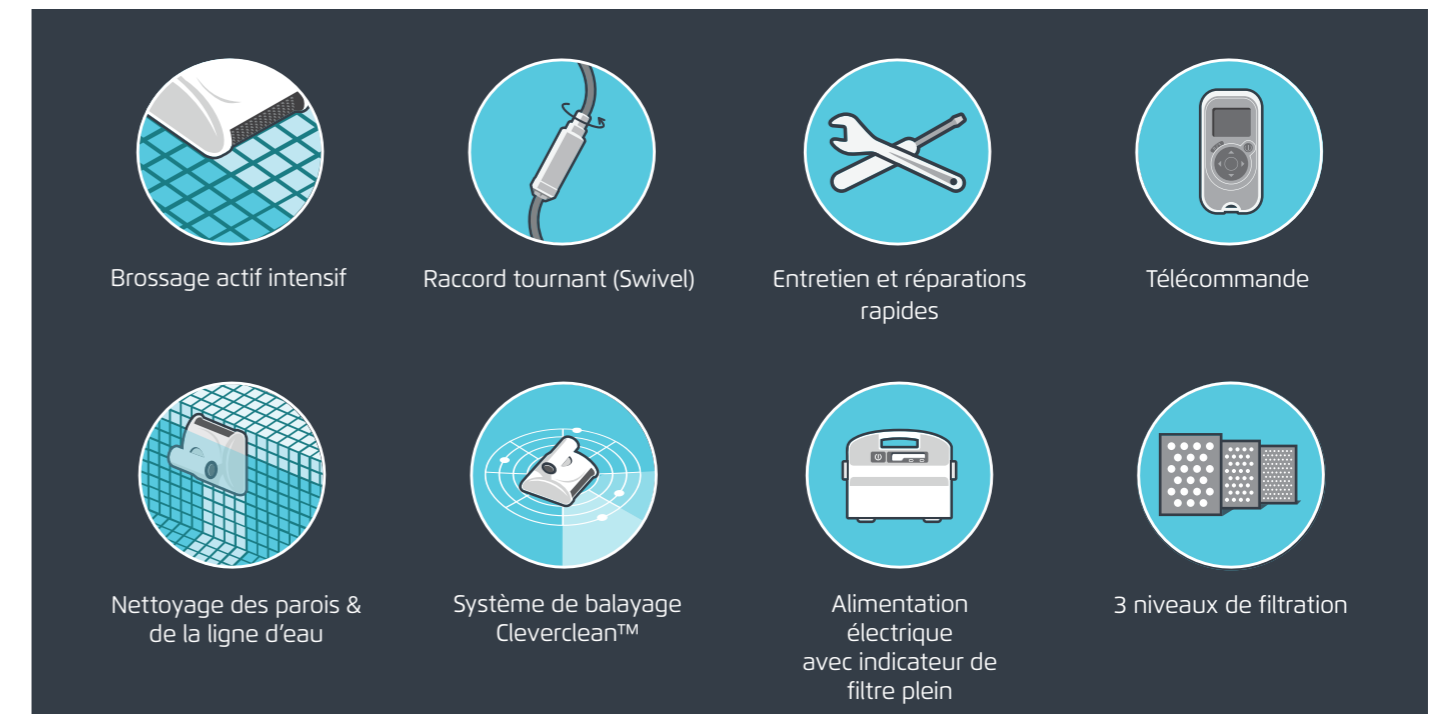 Brossage actif intensif
Raccord tournant (Swivel)
Entretien et réparations
rapides
Télécommande
Nettoyage des parois &
de la ligne d’eau
Système de balayage
Cleverclean™
Alimentation
électrique
avec indicateur de
filtre plein
3 niveaux de filtration